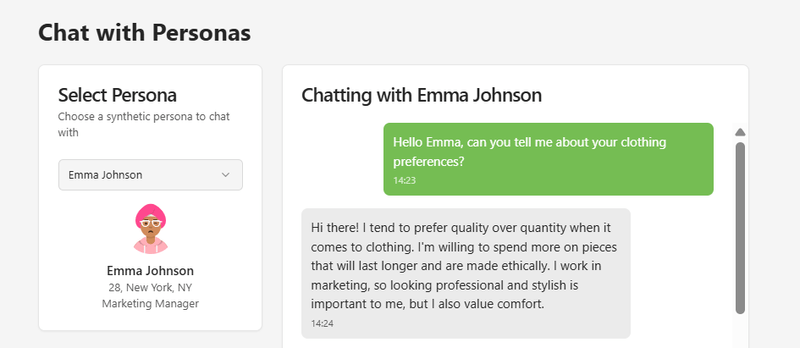 Chat with Personas
Select Persona
Choose a synthetic persona to chat
with
Emma Johnson
Emma Johnson
28, New York, NY
Marketing Manager
Chatting with Emma Johnson
Hello Emma, can you tell me about your clothing
preferences?
14:23
Hi there! I tend to prefer quality over quantity when it
comes to clothing. I'm willing to spend more on pieces
that will last longer and are made ethically. I work in
marketing, so looking professional and stylish is
important to me, but I also value comfort.
14:24